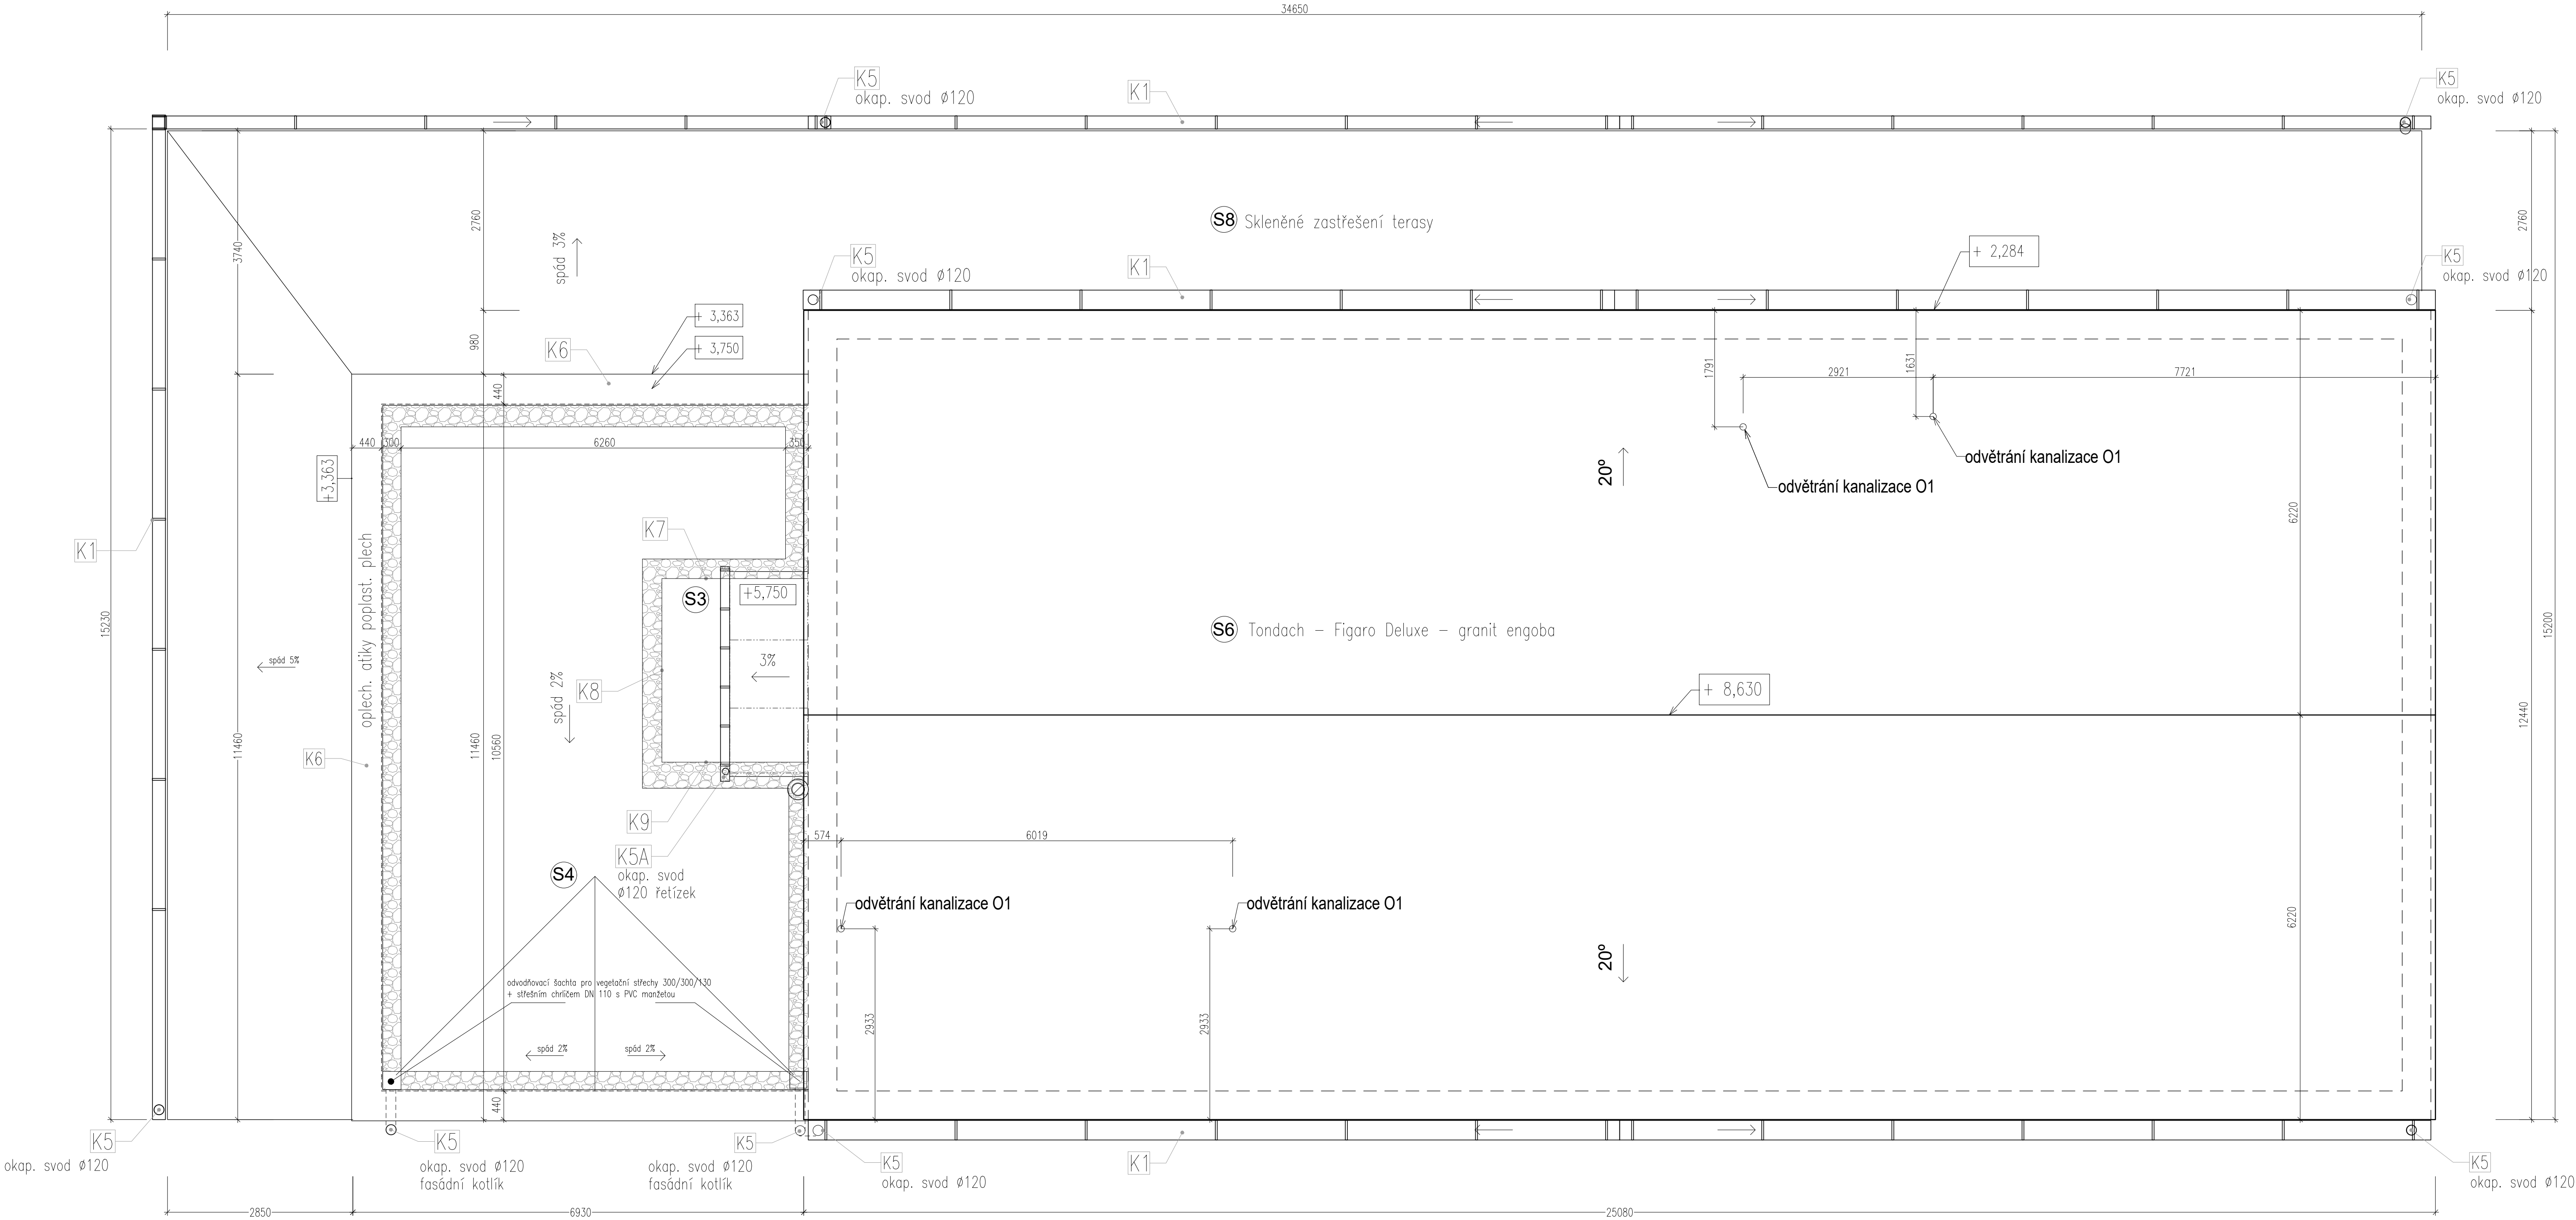 34650
K5
okap. svod ø120
K1
K5
okap. svod ø120
S8 Skleněné zastřešení terasy
2760
3740
spád 3%
K5
okap. svod ø120
K1
+ 2,284
K5
okap. svod ø120
2760
+ 3,363
+ 3,750
K6
980
440
1791
2921
1631
7721
440
300
6260
350
+3,363
odvětrání kanalizace O1
odvětrání kanalizace O1
20º
6220
K1
K7
oplech. atiky poplast. plech
S3
+5,750
15230
S6 Tondach – Figaro Deluxe – granit engoba
15200
spád 5%
3%
K8
spád 2%
+ 8,630
12440
11460
11460
10560
K6
K9
574
6019
K5A
okap. svod
ø120 řetízek
S4
odvětrání kanalizace O1
odvětrání kanalizace O1
6220
20º
odvodňovací šachta pro vegetační střechy 300/300/130
+ střešním chrličem DN 110 s PVC manžetou
2933
2933
spád 2%
spád 2%
440
K5
okap. svod ø120
K5
okap. svod ø120
fasádní kotlík
K5
okap. svod ø120
fasádní kotlík
K5
okap. svod ø120
K1
K5
okap. svod ø120
2850
6930
25080